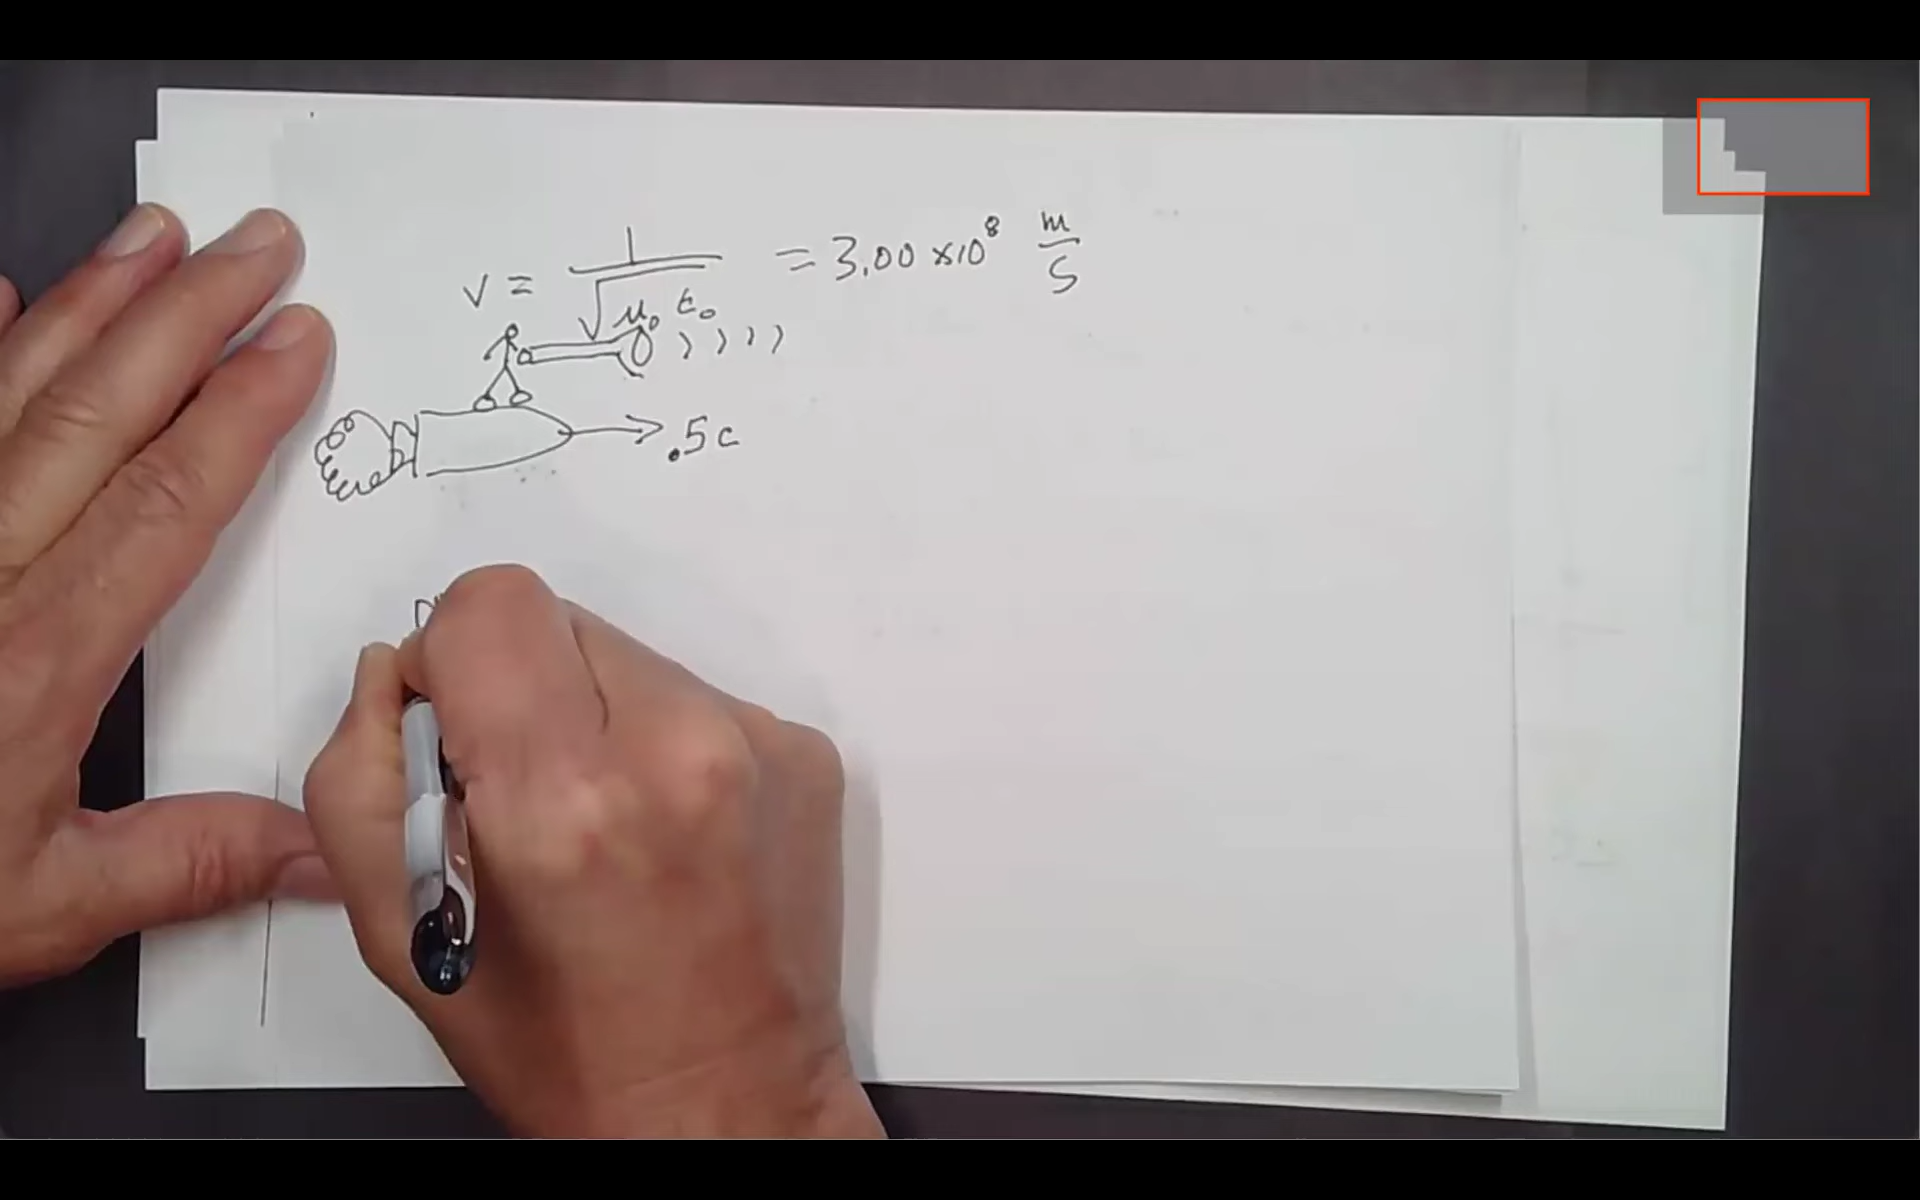 v = 1/√(μ₀ ε₀) = 3.00 ×10⁸ m/s
.5c